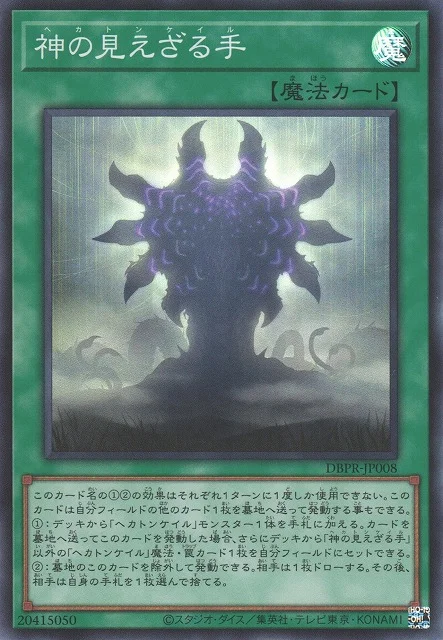 ヘカトンケイル
神の見えざる手
魔
まほう
【魔法カード】
DBPR-JP008
このカード名の①②の効果はそれぞれ1ターンに1度しか使用できない。この
カードは自分フィールドの他のカード1枚を墓地へ送って発動する事もできる。
①：デッキから「ヘカトンケイル」モンスター1体を手札に加える。カードを
墓地へ送ってこのカードを発動した場合、さらにデッキから「神の見えざる手」
以外の「ヘカトンケイル」魔法・罠カード1枚を自分フィールドにセットできる。
②：墓地のこのカードを除外して発動できる。相手は1枚ドローする。その後、
相手は自身の手札を1枚選んで捨てる。
20415050
©スタジオ・ダイス／集英社・テレビ東京・KONAMI